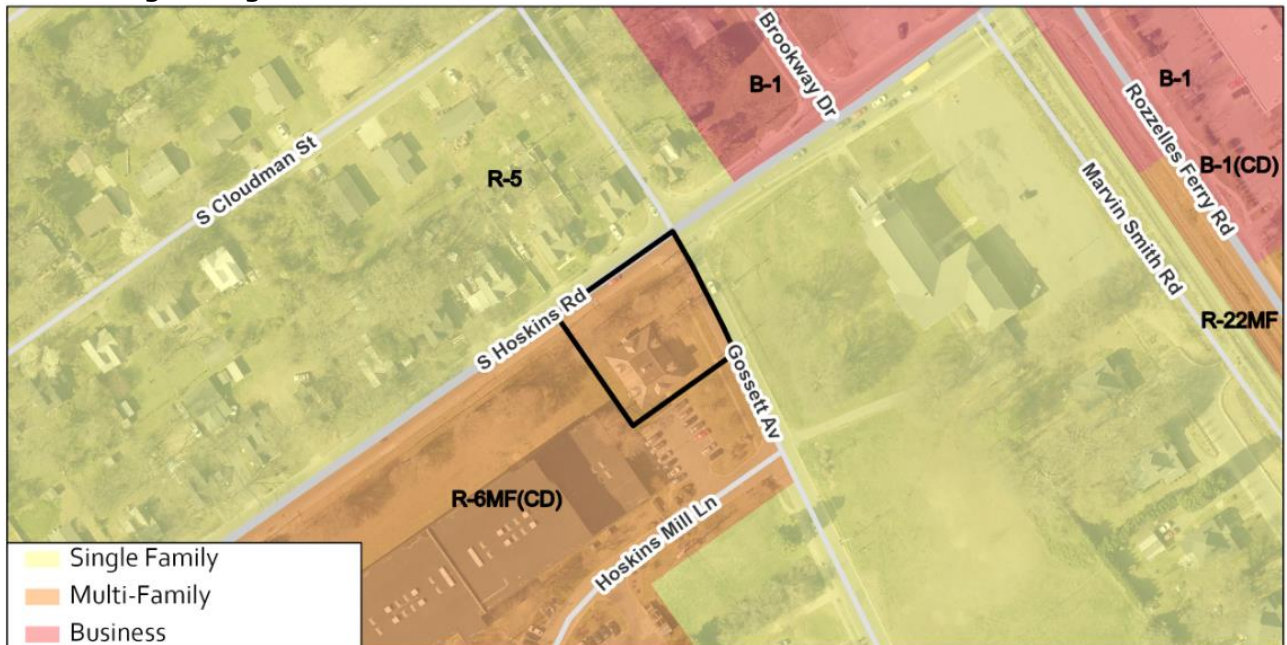 B-1
Brookway Dr
B-1
Rozzelles Ferry Rd
B-1(CD)
S Cloudman St
R-5
Marvin Smith Rd
R-22MF
S Hoskins Rd
Gossett Av
R-6MF(CD)
Hoskins Mill Ln
Single Family
Multi-Family
Business